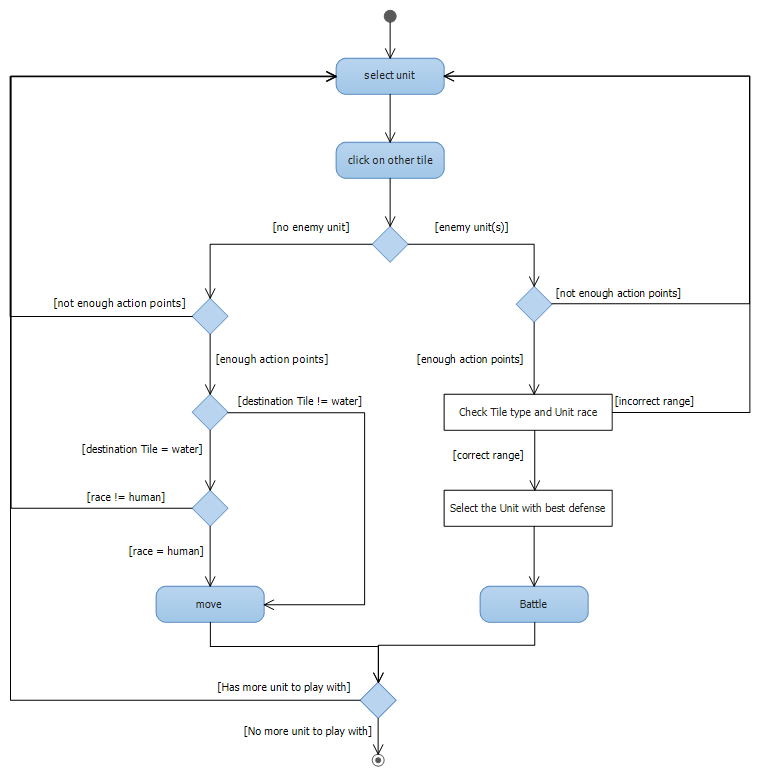 select unit
click on other tile
[no enemy unit]
[enemy unit(s)]
[not enough action points]
[not enough action points]
[enough action points]
[enough action points]
[destination Tile != water]
[incorrect range]
Check Tile type and Unit race
[destination Tile = water]
[correct range]
[race != human]
Select the Unit with best defense
[race = human]
move
Battle
[Has more unit to play with]
[No more unit to play with]